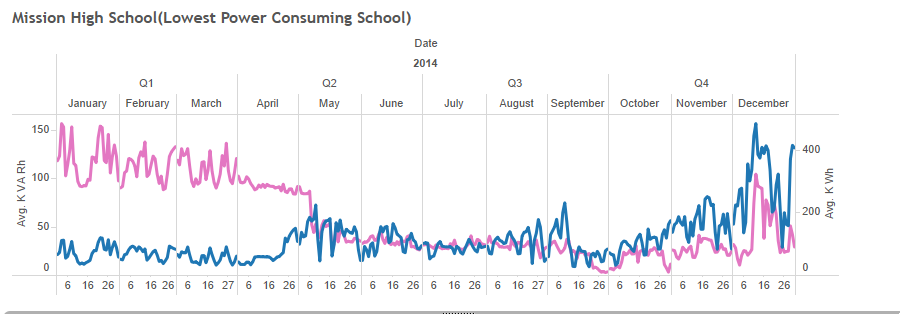 Mission High School(Lowest Power Consuming School)
Date
2014
Q1 Q2 Q3 Q4
January February March April May June July August September October November December
150
100
50
0
Avg. K VA Rh
400
200
0
Avg. K Wh
6 16 26 6 16 26 6 16 27 6 16 26 6 16 26 6 16 26 6 16 26 6 16 27 6 16 26 6 16 26 6 16 26 6 16 26